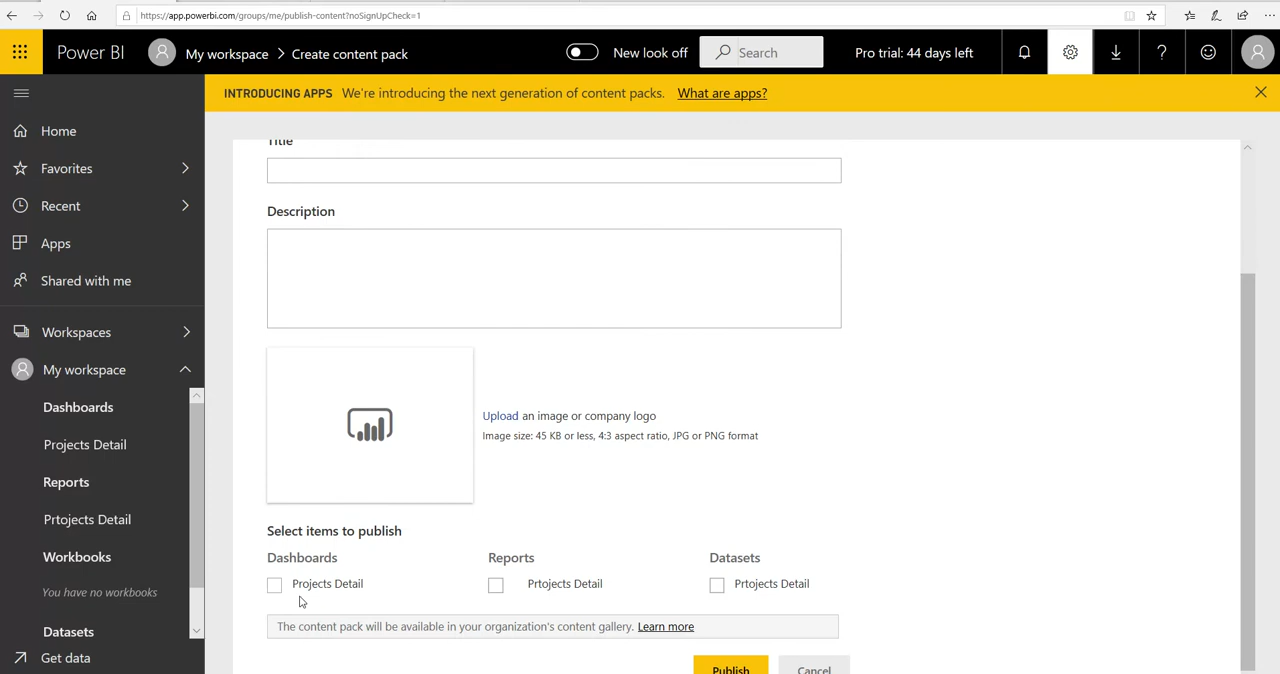 https://app.powerbi.com/groups/me/publish-content?noSignUpCheck=1
Power BI
My workspace > Create content pack
New look off
Search
Pro trial: 44 days left
INTRODUCING APPS We're introducing the next generation of content packs. What are apps?
Home
Favorites
Recent
Apps
Shared with me
Workspaces
My workspace
Dashboards
Projects Detail
Reports
Prtojects Detail
Workbooks
You have no workbooks
Datasets
Get data
Title
Description
Upload an image or company logo
Image size: 45 KB or less, 4:3 aspect ratio, JPG or PNG format
Select items to publish
Dashboards Reports Datasets
Projects Detail Prtojects Detail Prtojects Detail
The content pack will be available in your organization's content gallery. Learn more
Publish Cancel